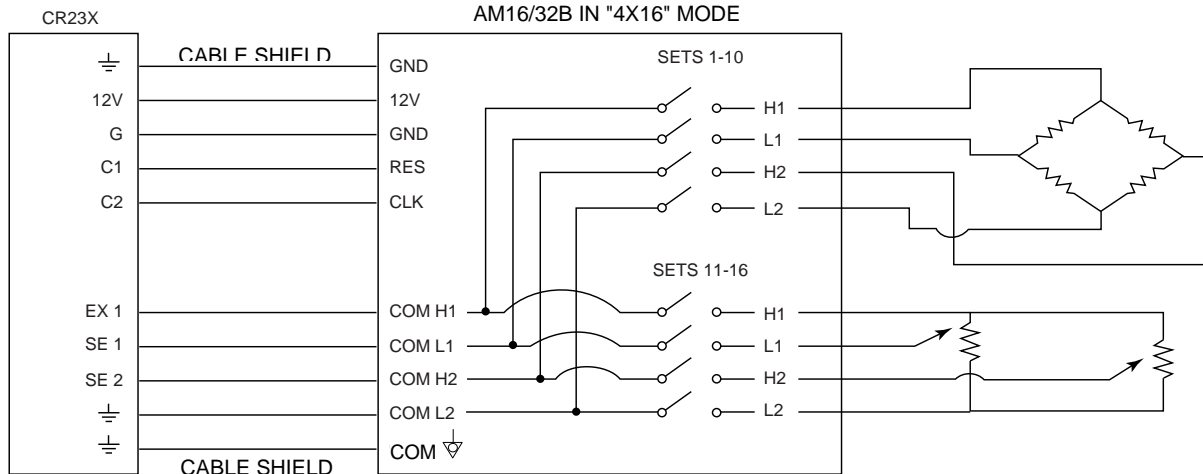 CR23X
AM16/32B IN "4X16" MODE
CABLE SHIELD
SETS 1-10
GND
12V
12V
H1
G
GND
L1
C1
RES
H2
C2
CLK
L2
SETS 11-16
EX 1
COM H1
H1
SE 1
COM L1
L1
SE 2
COM H2
H2
COM L2
L2
COM
CABLE SHIELD